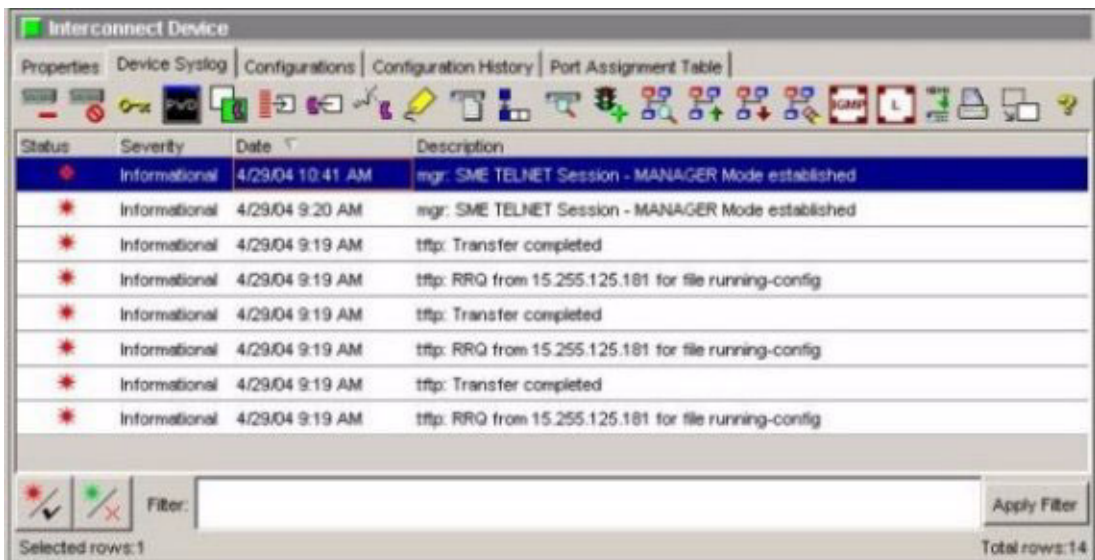 Interconnect Device
Properties Device Syslog Configurations Configuration History Port Assignment Table
PWD IGMP L
Status Severity Date Description
Informational 4/29/04 10:41 AM mgr: SME TELNET Session - MANAGER Mode established
Informational 4/29/04 9:20 AM mgr: SME TELNET Session - MANAGER Mode established
Informational 4/29/04 9:19 AM tftp: Transfer completed
Informational 4/29/04 9:19 AM tftp: RRQ from 15.255.125.181 for file running-config
Informational 4/29/04 9:19 AM tftp: Transfer completed
Informational 4/29/04 9:19 AM tftp: RRQ from 15.255.125.181 for file running-config
Informational 4/29/04 9:19 AM tftp: Transfer completed
Informational 4/29/04 9:19 AM tftp: RRQ from 15.255.125.181 for file running-config
Filter: Apply Filter
Selected rows:1 Total rows:14